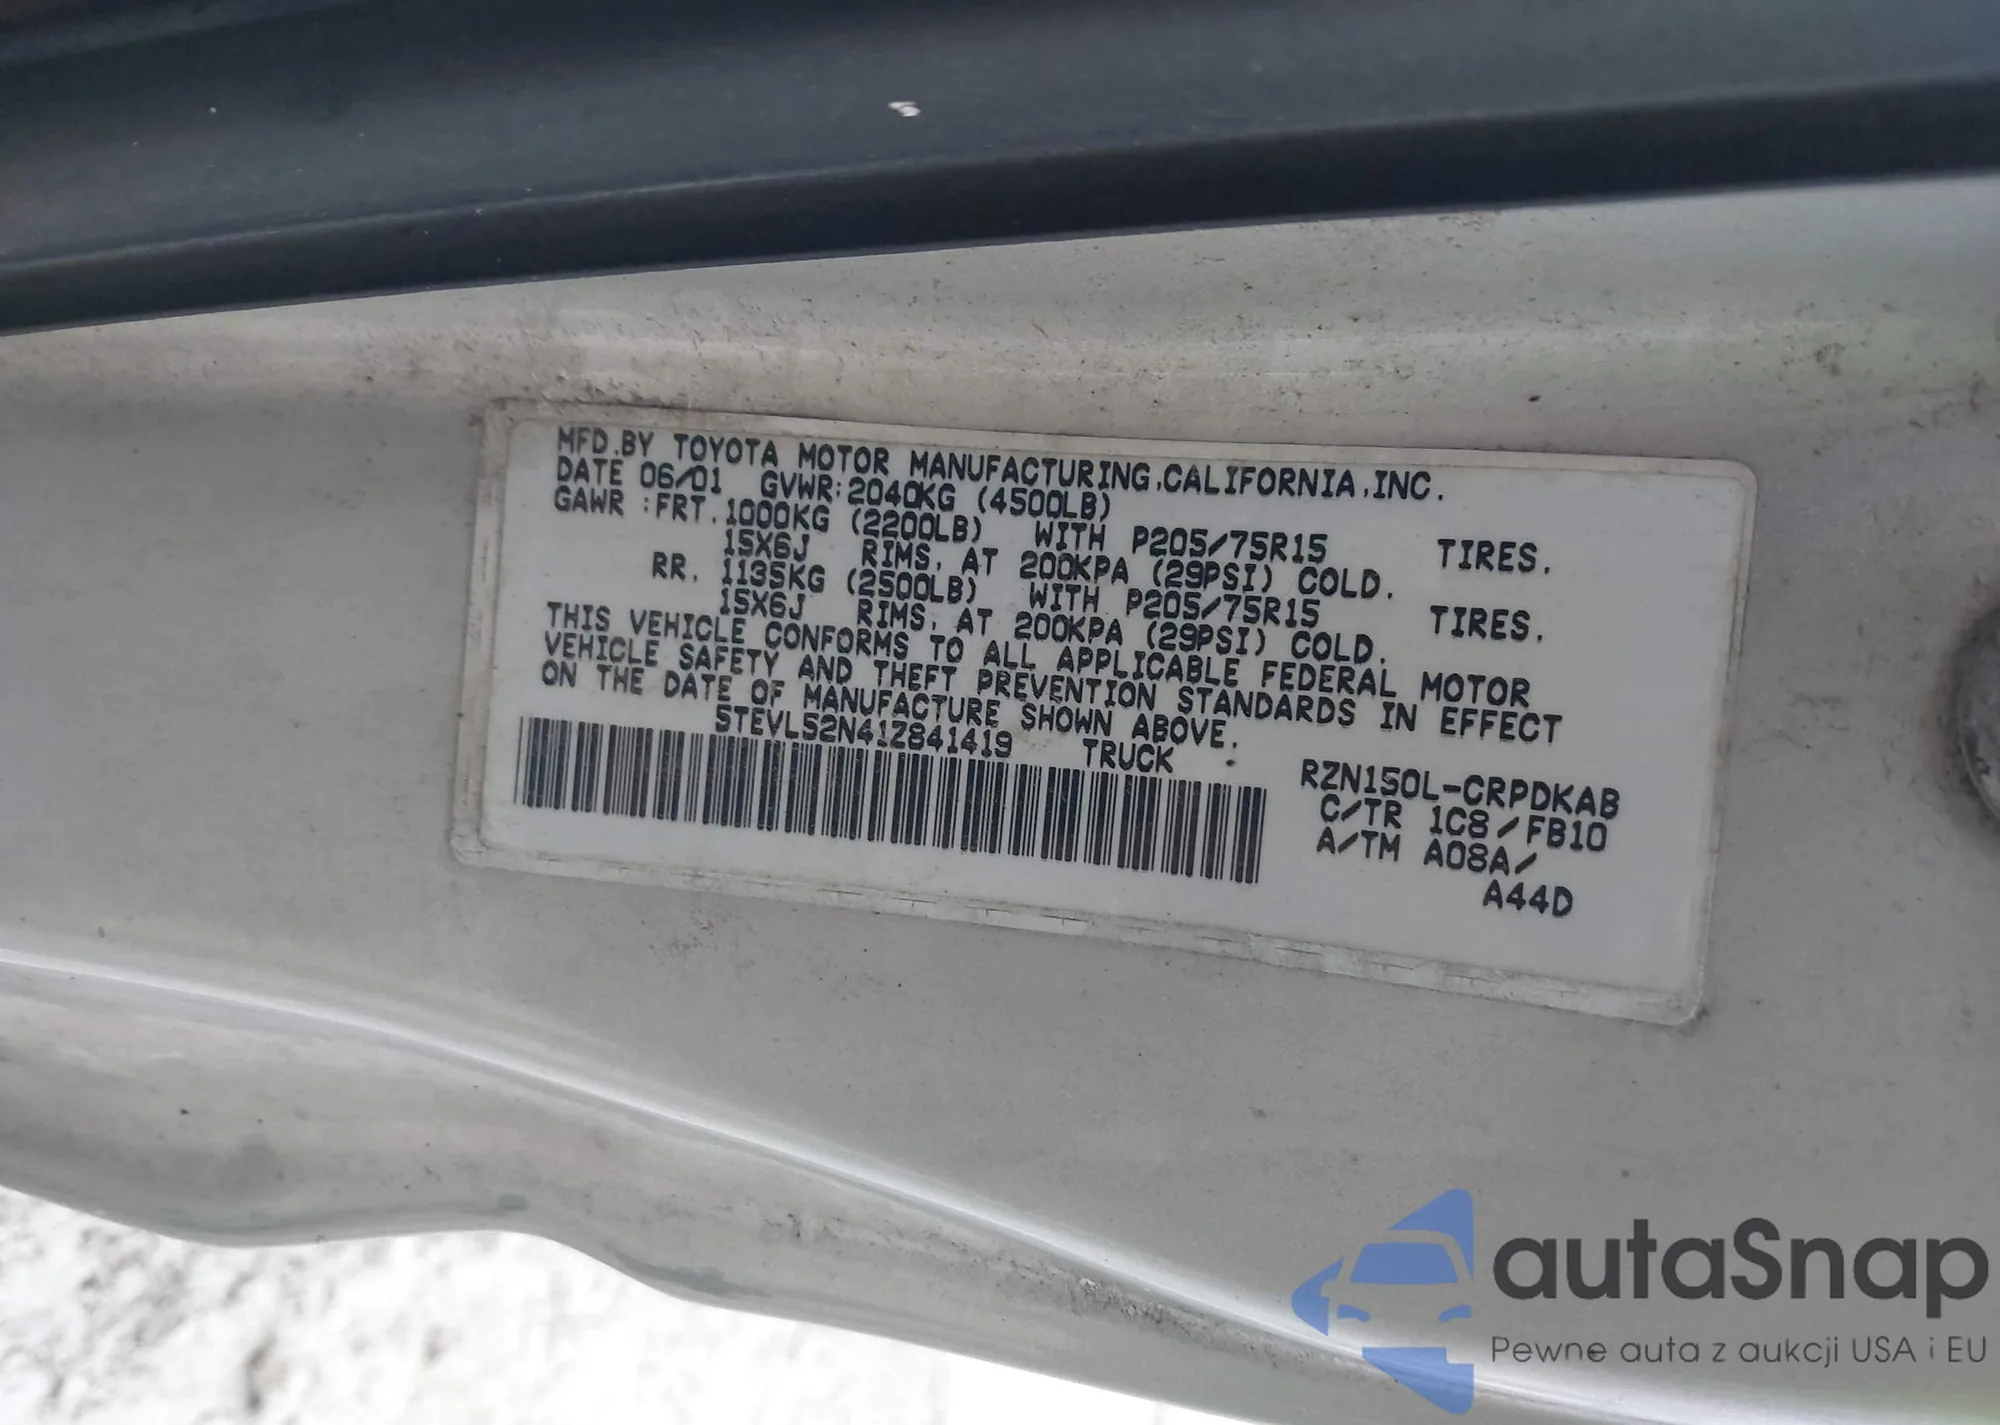 MFD.BY TOYOTA MOTOR MANUFACTURING,CALIFORNIA,INC.
DATE 06/01 GVWR:2040KG (4500LB)
GAWR :FRT. 1000KG (2200LB) WITH P205/75R15 TIRES.
15X6J RIMS, AT 200KPA (29PSI) COLD.
RR. 1135KG (2500LB) WITH P205/75R15 TIRES.
15X6J RIMS, AT 200KPA (29PSI) COLD.
THIS VEHICLE CONFORMS TO ALL APPLICABLE FEDERAL MOTOR
VEHICLE SAFETY AND THEFT PREVENTION STANDARDS IN EFFECT
ON THE DATE OF MANUFACTURE SHOWN ABOVE.
5TEVL52N41Z841419 TRUCK
RZN150L-CRPDKAB
C/TR 1C8/FB10
A/TM A08A/
A44D
autaSnap
Pewne auta z aukcji USA i EU